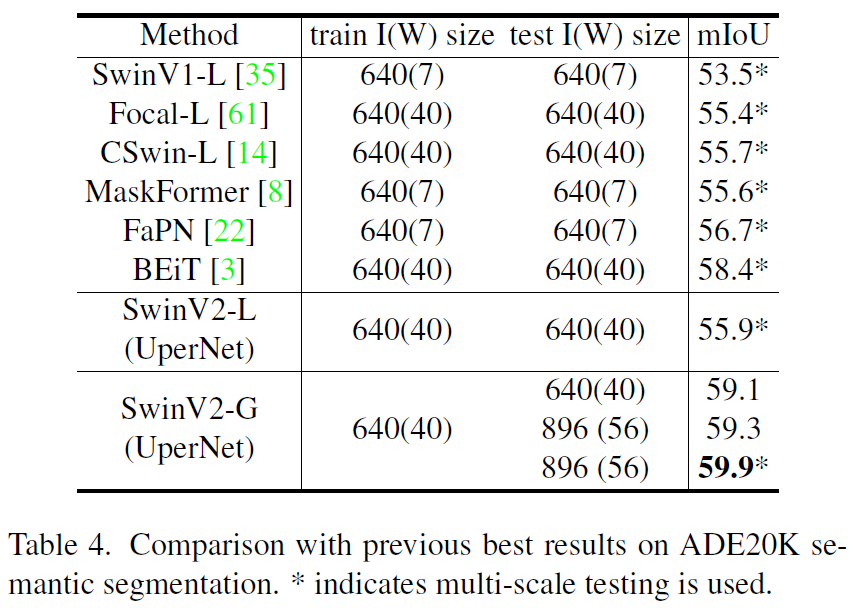 Method train I(W) size test I(W) size mIoU
SwinV1-L [35] 640(7) 640(7) 53.5*
Focal-L [61] 640(40) 640(40) 55.4*
CSwin-L [14] 640(40) 640(40) 55.7*
MaskFormer [8] 640(7) 640(7) 55.6*
FaPN [22] 640(7) 640(7) 56.7*
BEiT [3] 640(40) 640(40) 58.4*
SwinV2-L
(UperNet) 640(40) 640(40) 55.9*
SwinV2-G
(UperNet) 640(40) 640(40) 59.1
896 (56) 59.3
896 (56) 59.9*
Table 4. Comparison with previous best results on ADE20K se-
mantic segmentation. * indicates multi-scale testing is used.